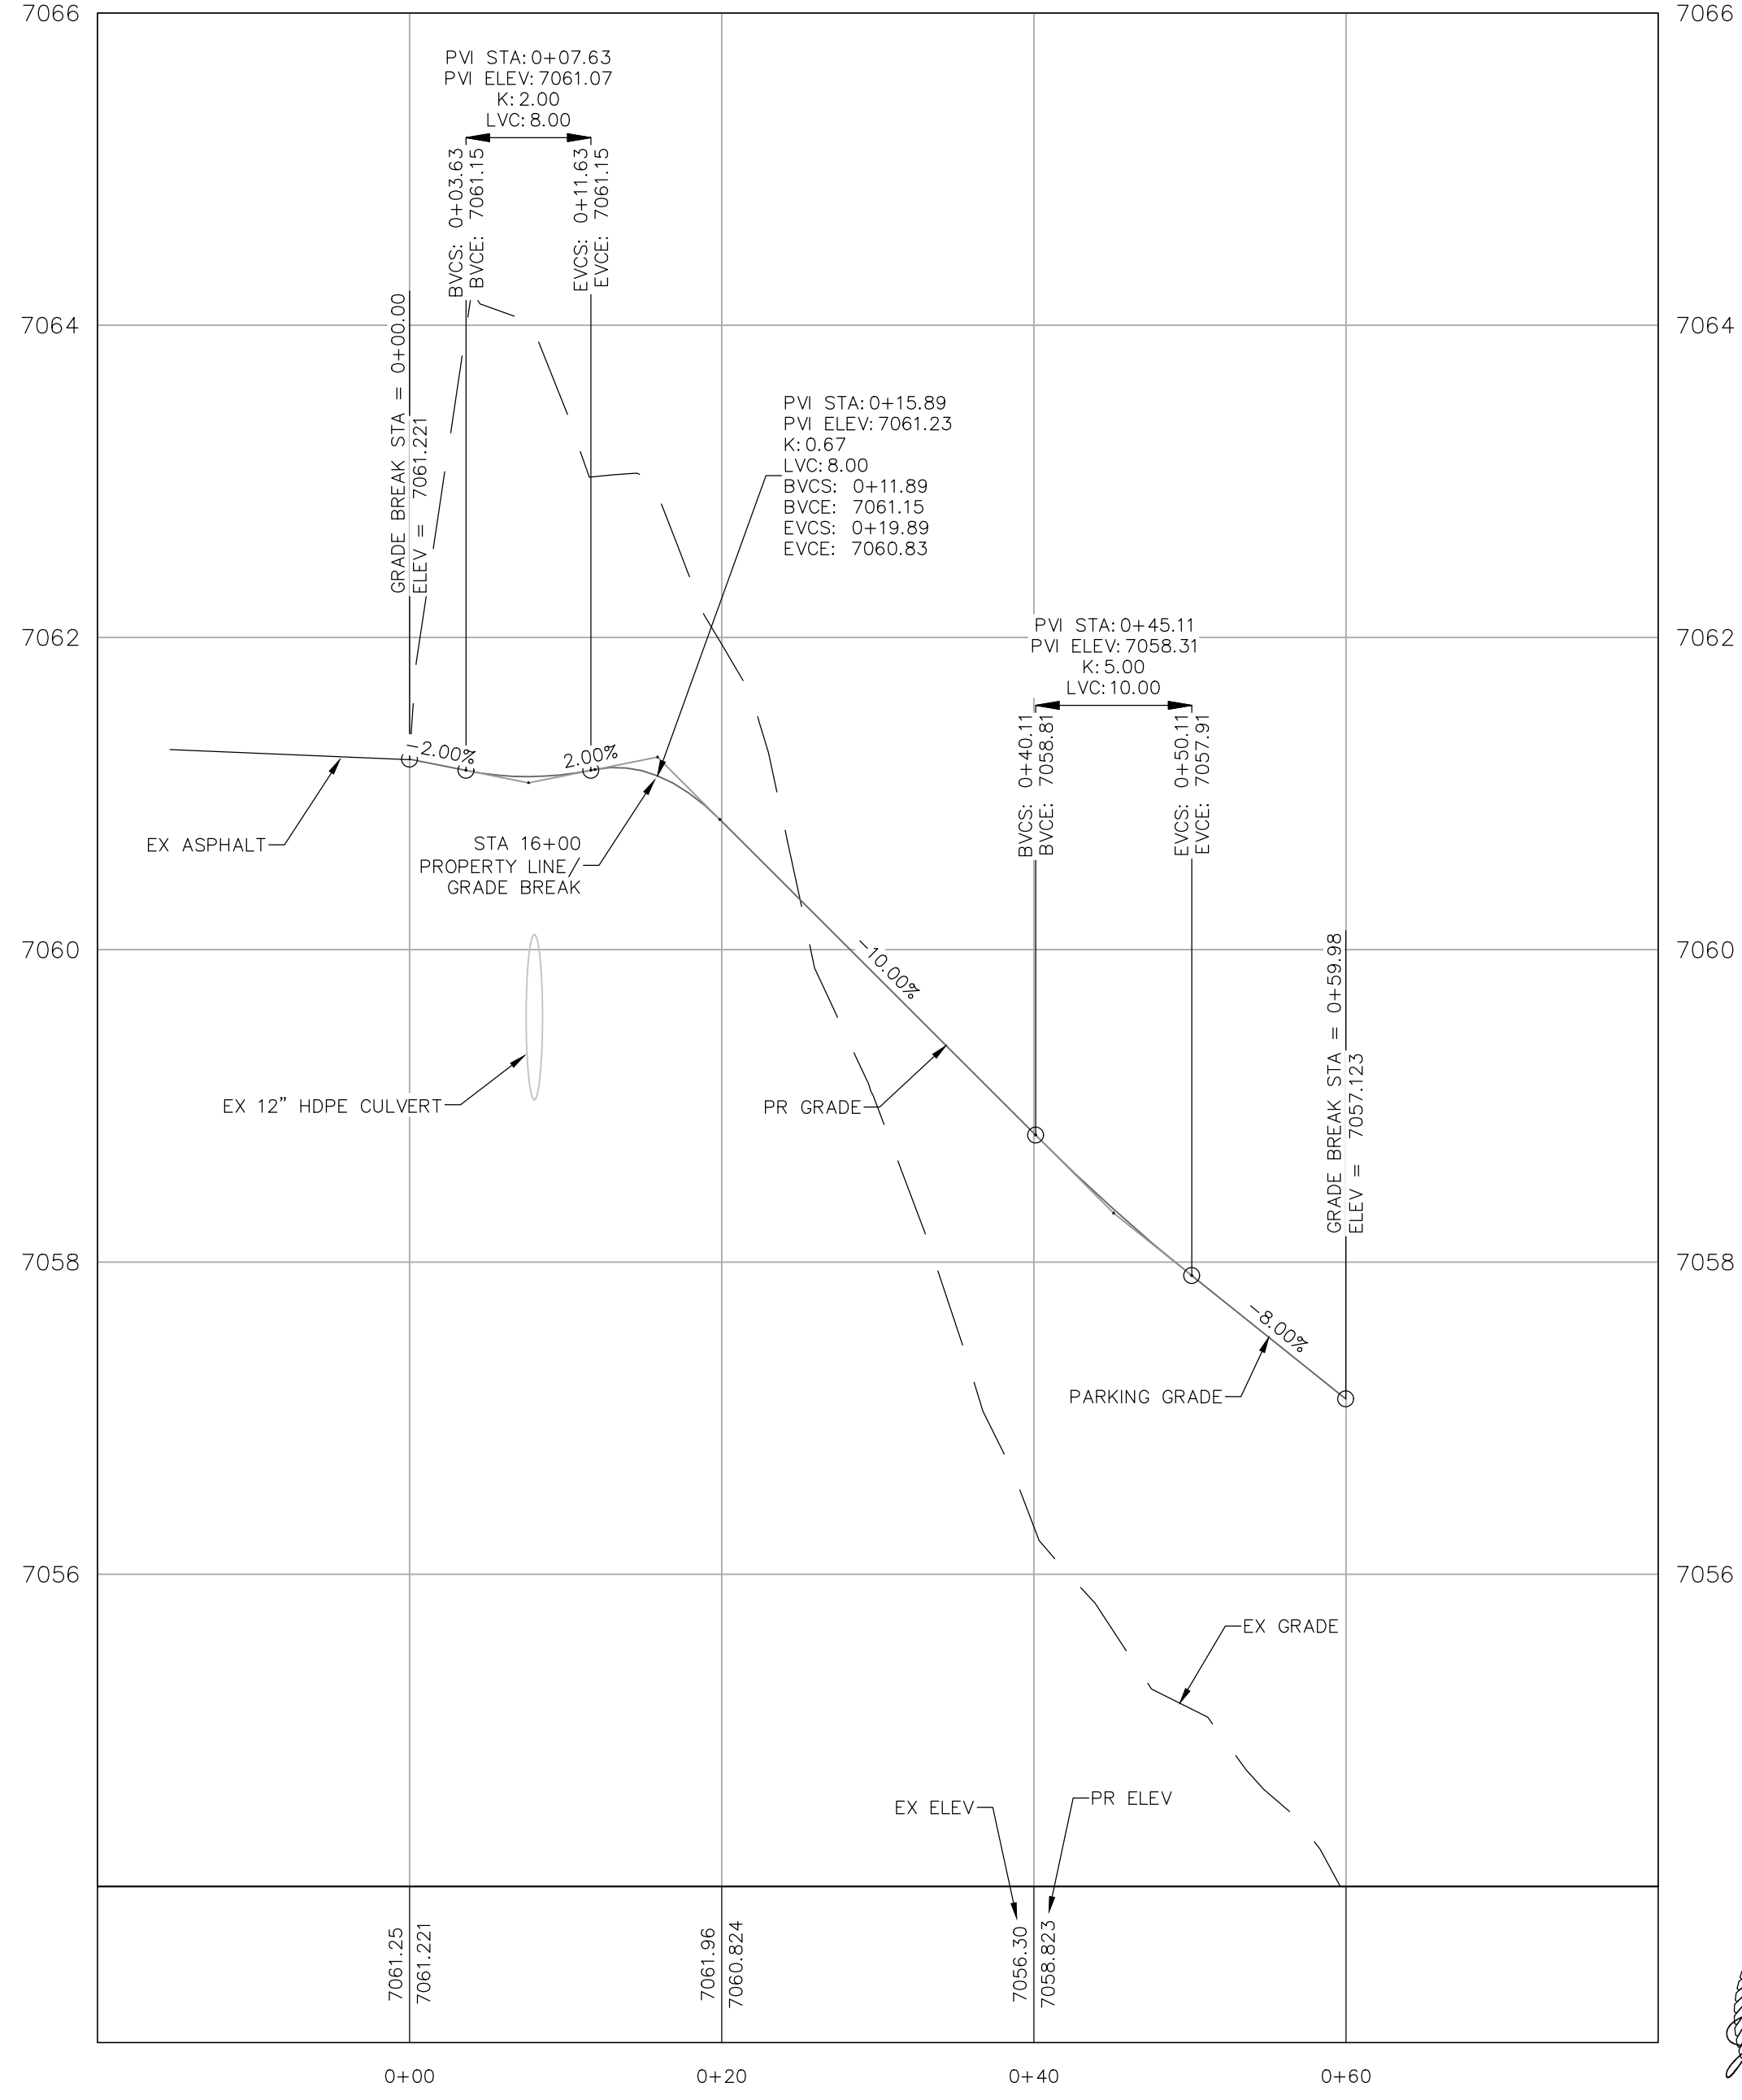 7066
7066
PVI STA: 0+07.63
PVI ELEV: 7061.07
K: 2.00
LVC: 8.00
BVCS: 0+03.63
BVCE: 7061.15
EVCS: 0+11.63
EVCE: 7061.15
GRADE BREAK STA = 0+00.00
ELEV = 7061.221
7064
7064
PVI STA: 0+15.89
PVI ELEV: 7061.23
K: 0.67
LVC: 8.00
BVCS: 0+11.89
BVCE: 7061.15
EVCS: 0+19.89
EVCE: 7060.83
7062
7062
PVI STA: 0+45.11
PVI ELEV: 7058.31
K: 5.00
LVC: 10.00
BVCS: 0+40.11
BVCE: 7058.81
EVCS: 0+50.11
EVCE: 7057.91
-2.00%
2.00%
EX ASPHALT
STA 16+00
PROPERTY LINE/
GRADE BREAK
7060
7060
-10.00%
GRADE BREAK STA = 0+59.98
ELEV = 7057.123
EX 12" HDPE CULVERT
PR GRADE
7058
7058
-8.00%
PARKING GRADE
7056
7056
EX GRADE
EX ELEV
PR ELEV
7061.25
7061.221
7061.96
7060.824
7056.30
7058.823
0+00
0+20
0+40
0+60